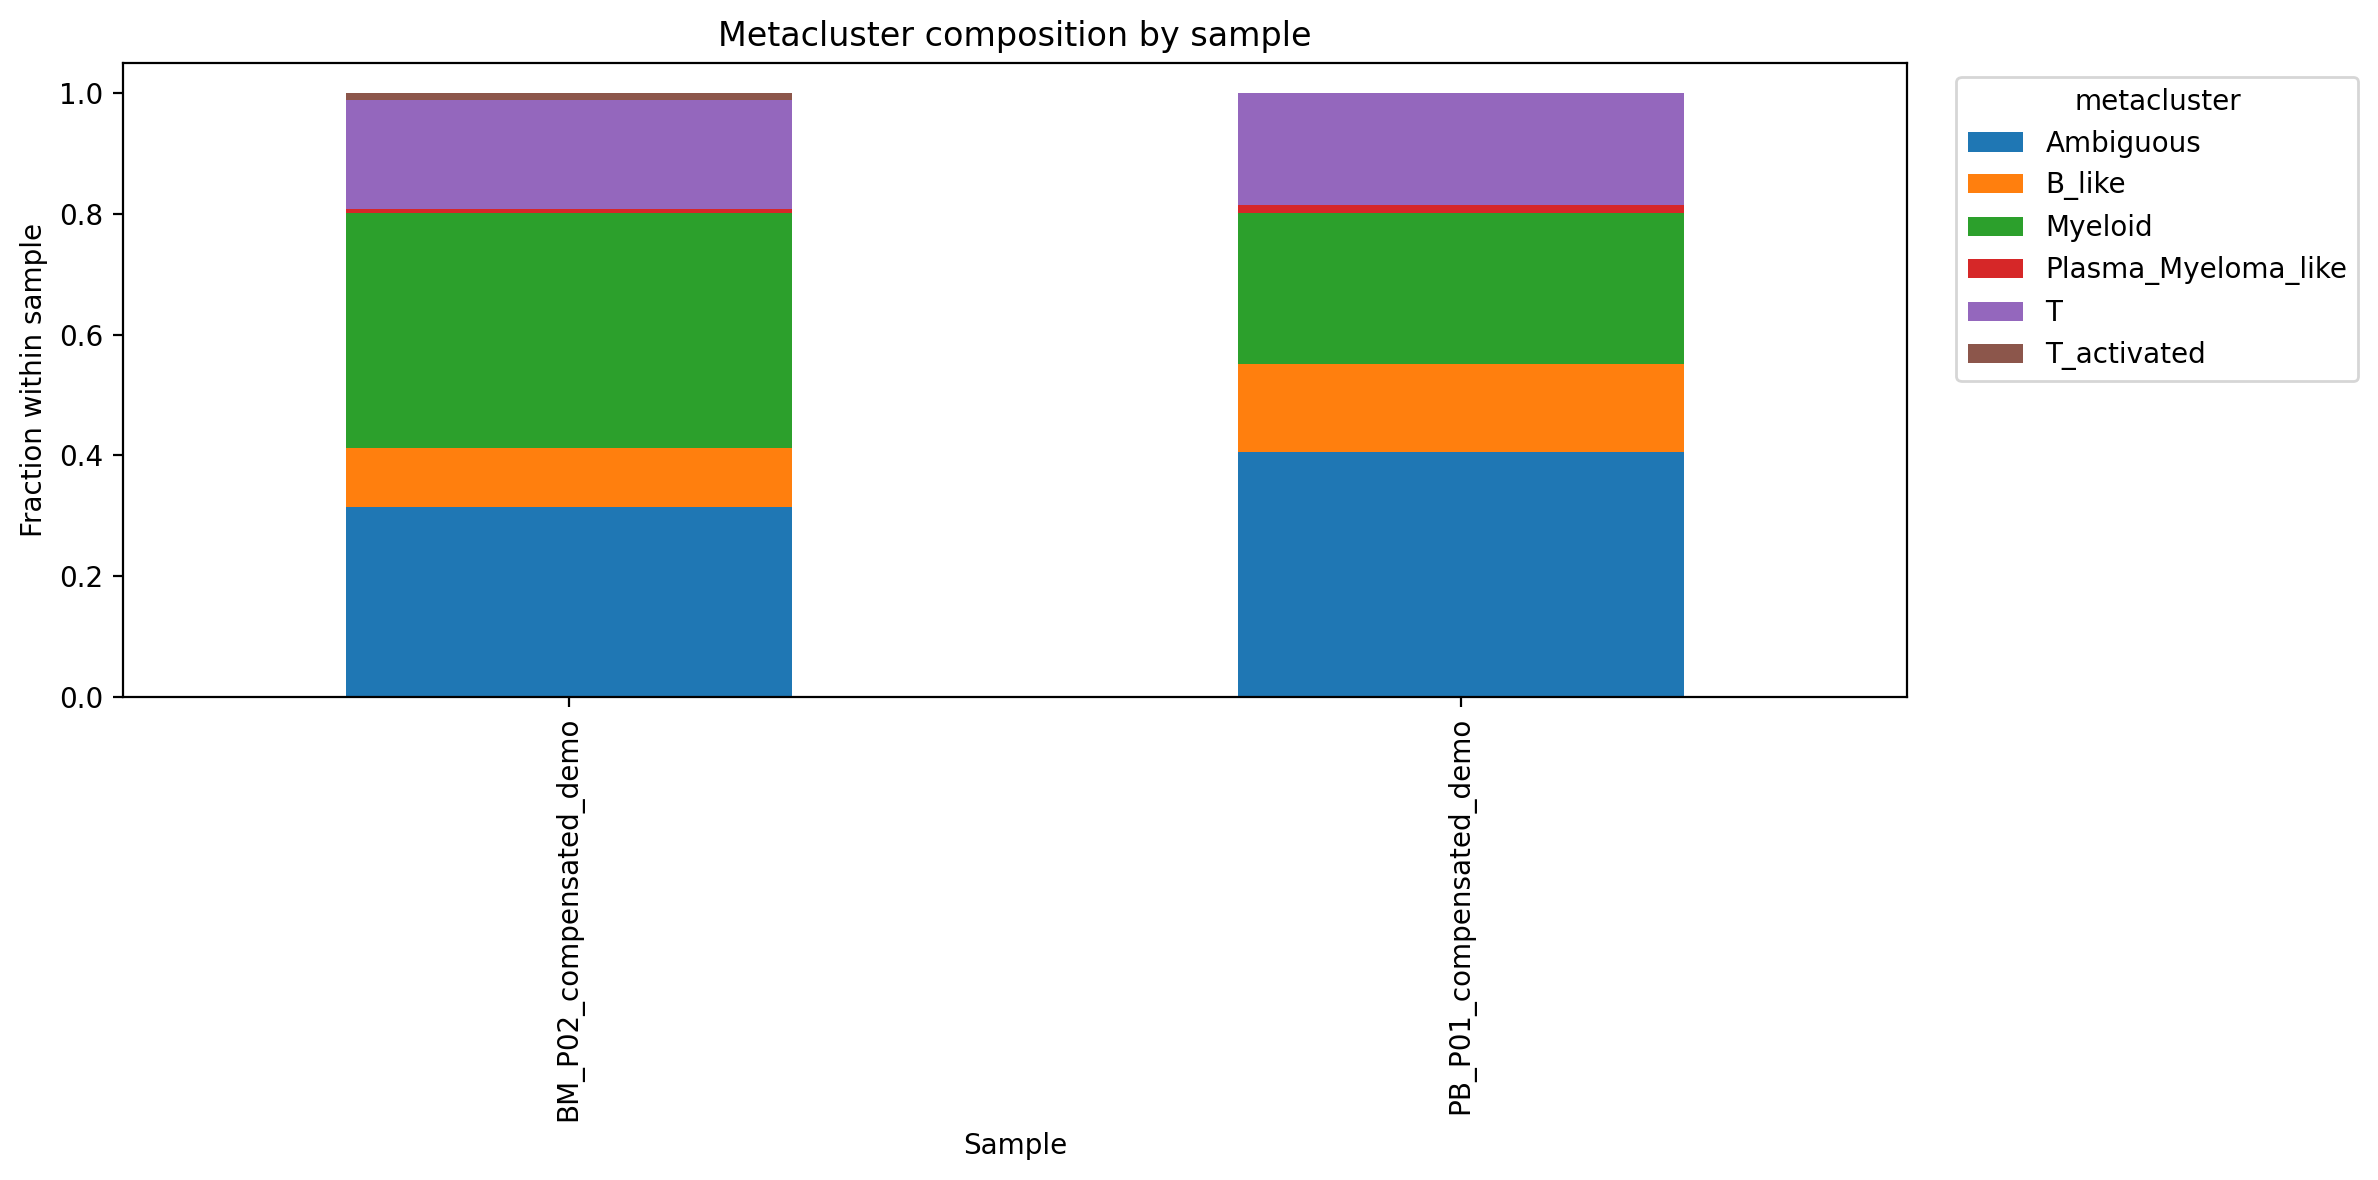 Metacluster composition by sample
Fraction within sample
1.0
0.8
0.6
0.4
0.2
0.0
BM_P02_compensated_demo
PB_P01_compensated_demo
Sample
metacluster
Ambiguous
B_like
Myeloid
Plasma_Myeloma_like
T
T_activated